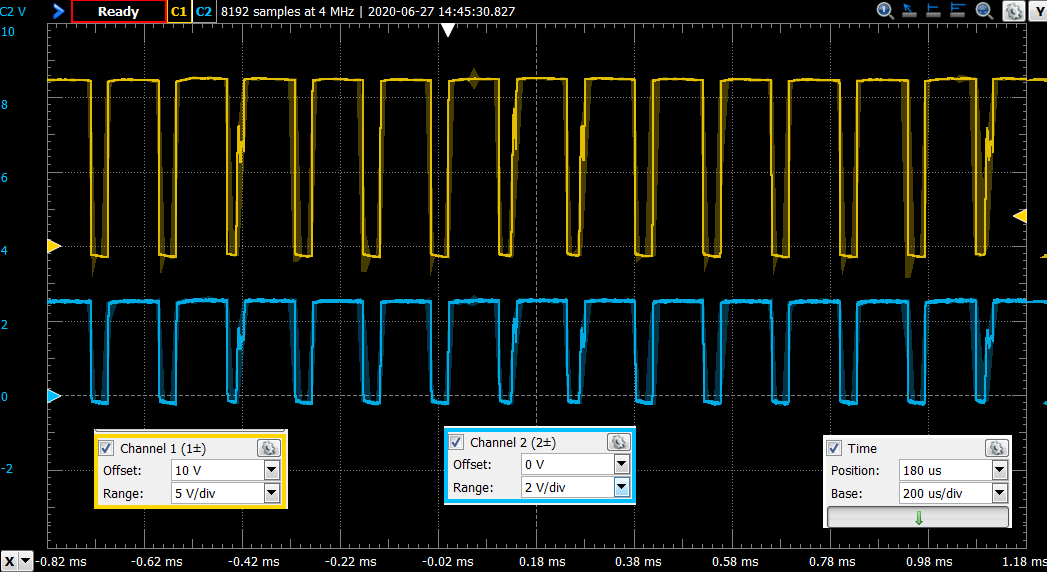 C2 V Ready C1 C2 8192 samples at 4 MHz | 2020-06-27 14:45:30.827 Y
10
8
6
4
2
0
-2
Channel 1 (1±)
Offset: 10 V
Range: 5 V/div
Channel 2 (2±)
Offset: 0 V
Range: 2 V/div
Time
Position: 180 us
Base: 200 us/div
X -0.82 ms -0.62 ms -0.42 ms -0.22 ms -0.02 ms 0.18 ms 0.38 ms 0.58 ms 0.78 ms 0.98 ms 1.18 ms